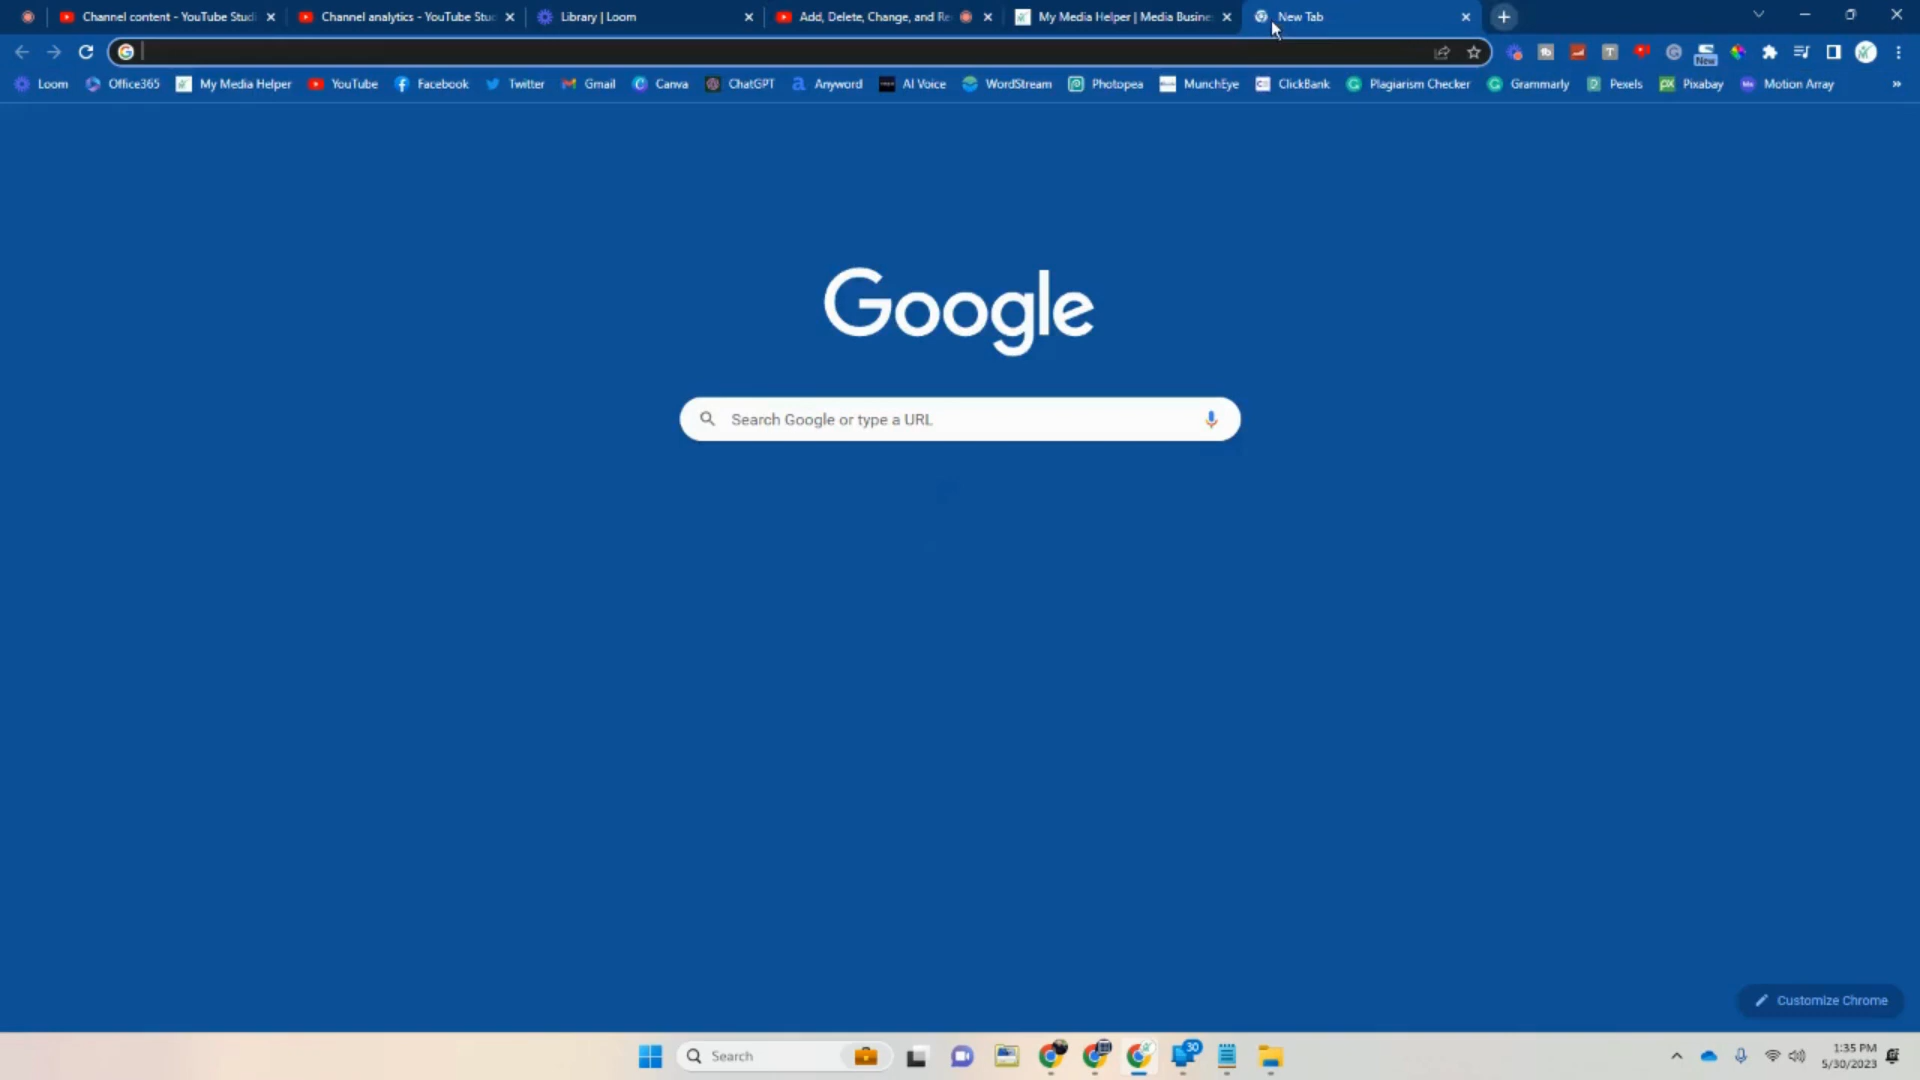 Channel content - YouTube Studi
Channel analytics - YouTube Stu
Library | Loom
Add, Delete, Change, and Re
My Media Helper | Media Busine
New Tab
New
Loom
Office365
My Media Helper
YouTube
Facebook
Twitter
Gmail
Canva
ChatGPT
Anyword
AI Voice
WordStream
Photopea
MunchEye
ClickBank
Plagiarism Checker
Grammarly
Pexels
Pixabay
Motion Array
Google
Search Google or type a URL
Customize Chrome
Search
30
1:35 PM
5/30/2023